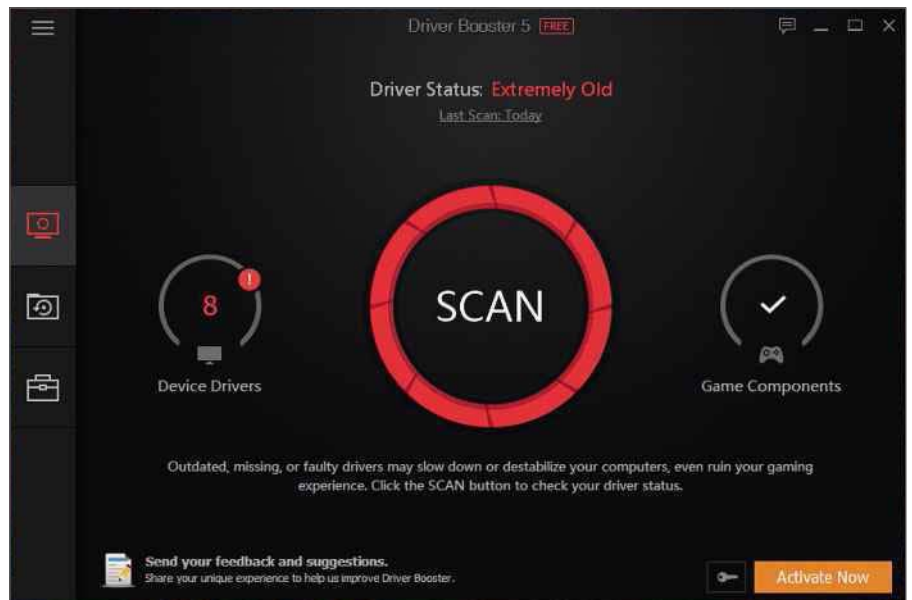 Driver Booster 5 FREE
Driver Status: Extremely Old
Last Scan: Today
8
!
SCAN
Device Drivers
Game Components
Outdated, missing, or faulty drivers may slow down or destabilize your computers, even ruin your gaming
experience. Click the SCAN button to check your driver status.
Send your feedback and suggestions.
Share your unique experience to help us improve Driver Booster.
Activate Now